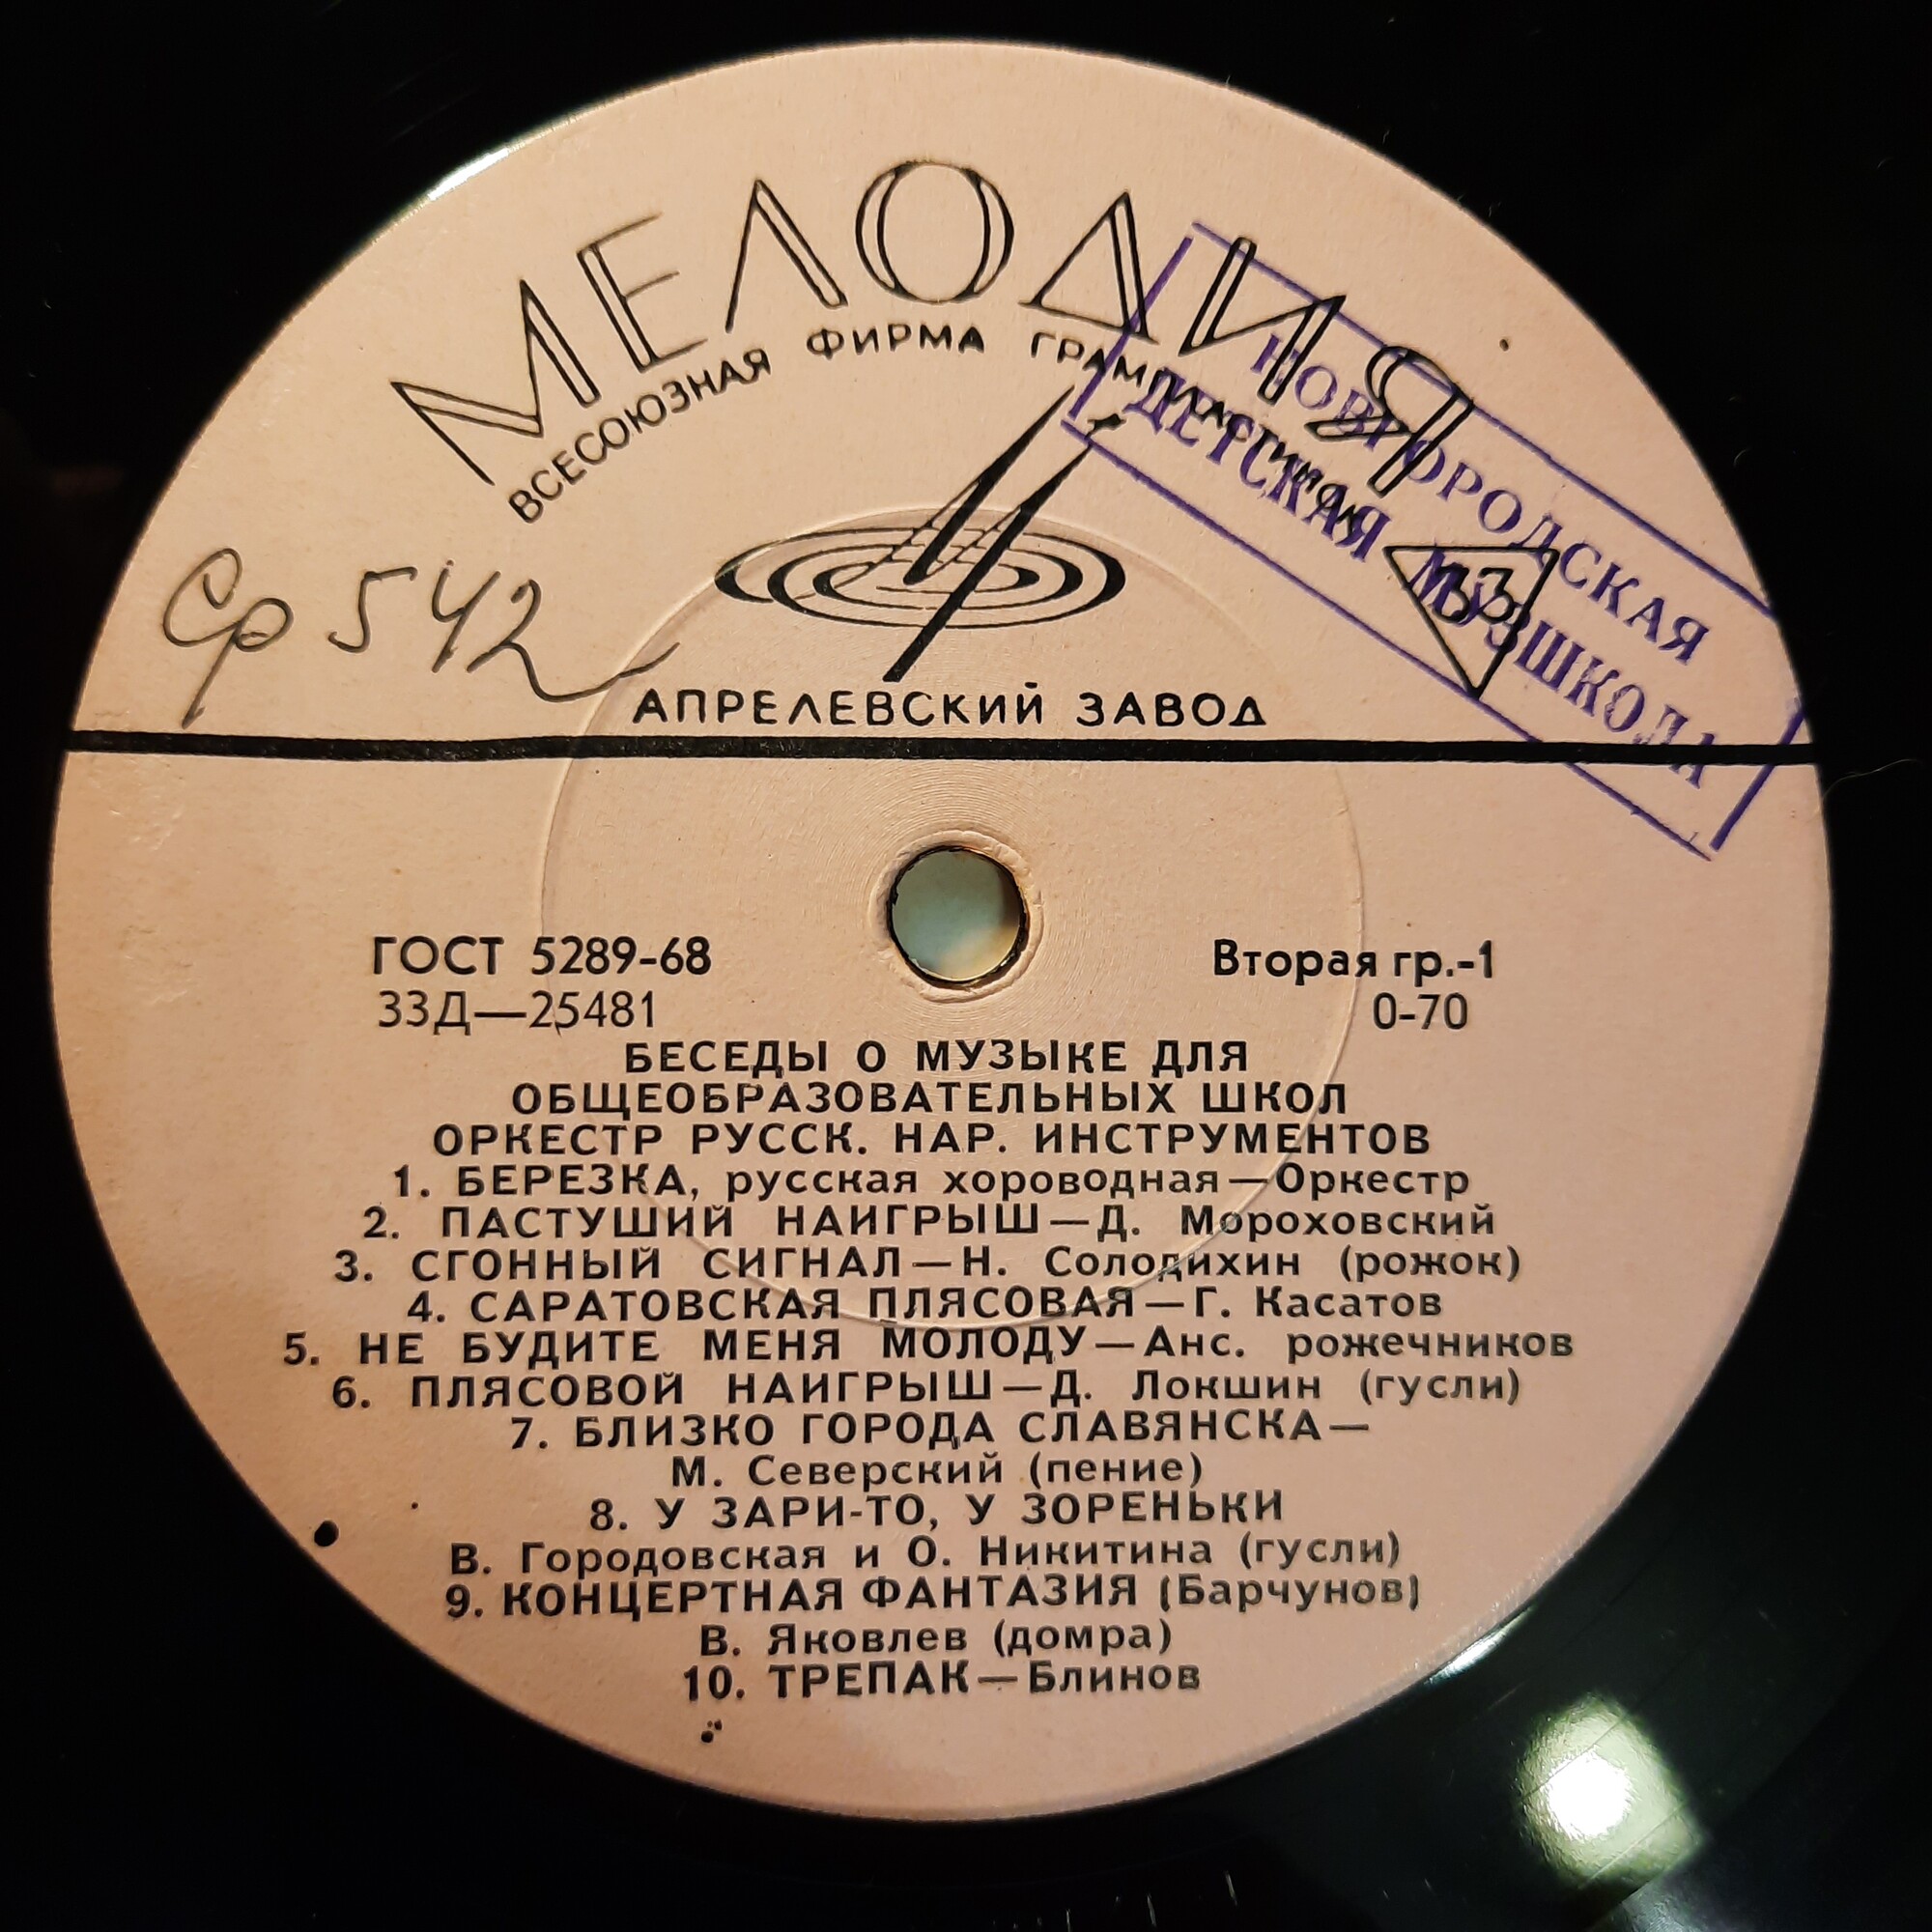 МЕЛОДИЯ
ВСЕСОЮЗНАЯ ФИРМА ГРАМПЛАСТИНОК
НОВГОРОДСКАЯ
ДЕТСКАЯ МУЗШКОЛА
33
Ср 542
АПРЕЛЕВСКИЙ ЗАВОД
ГОСТ 5289-68
Вторая гр.-1
33Д—25481
0-70
БЕСЕДЫ О МУЗЫКЕ ДЛЯ
ОБЩЕОБРАЗОВАТЕЛЬНЫХ ШКОЛ
ОРКЕСТР РУССК. НАР. ИНСТРУМЕНТОВ
1. БЕРЕЗКА, русская хороводная—Оркестр
2. ПАСТУШИЙ НАИГРЫШ—Д. Мороховский
3. СГОННЫЙ СИГНАЛ—Н. Солодихин (рожок)
4. САРАТОВСКАЯ ПЛЯСОВАЯ—Г. Касатов
5. НЕ БУДИТЕ МЕНЯ МОЛОДУ—Анс. рожечников
6. ПЛЯСОВОЙ НАИГРЫШ—Д. Локшин (гусли)
7. БЛИЗКО ГОРОДА СЛАВЯНСКА—
М. Северский (пение)
8. У ЗАРИ-ТО, У ЗОРЕНЬКИ
В. Городовская и О. Никитина (гусли)
9. КОНЦЕРТНАЯ ФАНТАЗИЯ (Барчунов)
В. Яковлев (домра)
10. ТРЕПАК—Блинов